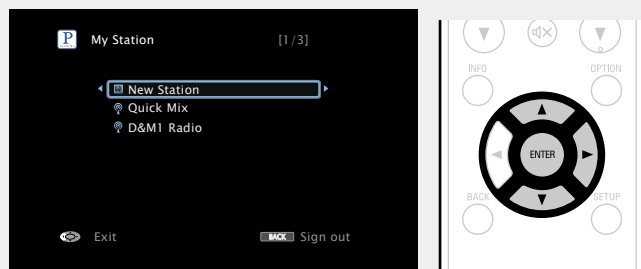 P
My Station [1/3]
New Station
Quick Mix
D&M1 Radio
Exit BACK Sign out
INFO OPTION
ENTER
BACK SETUP